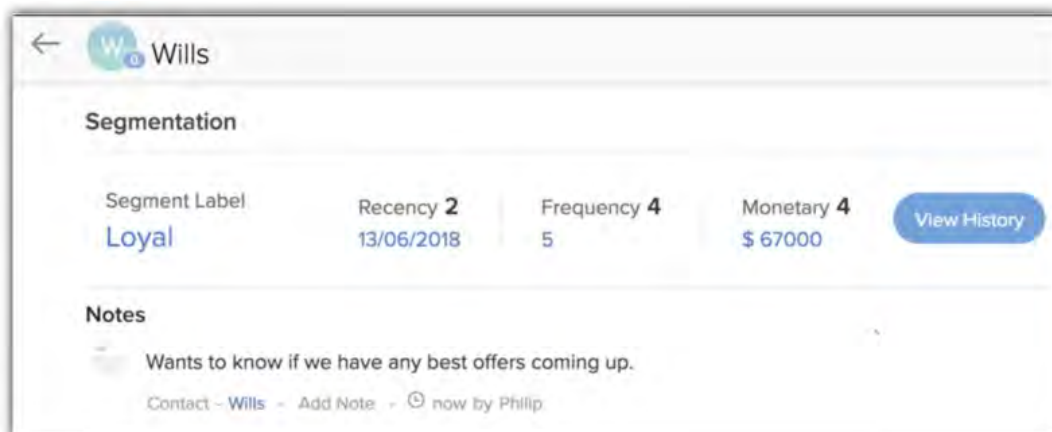 W
0
Wills
Segmentation
Segment Label
Recency 2
Frequency 4
Monetary 4
View History
Loyal
13/06/2018
5
$ 67000
Notes
Wants to know if we have any best offers coming up.
Contact - Wills - Add Note - now by Philip